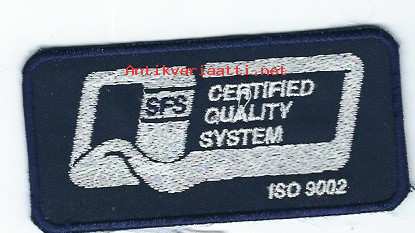 Antikvariaatti.net
SFS
CERTIFIED
QUALITY
SYSTEM
ISO 9002